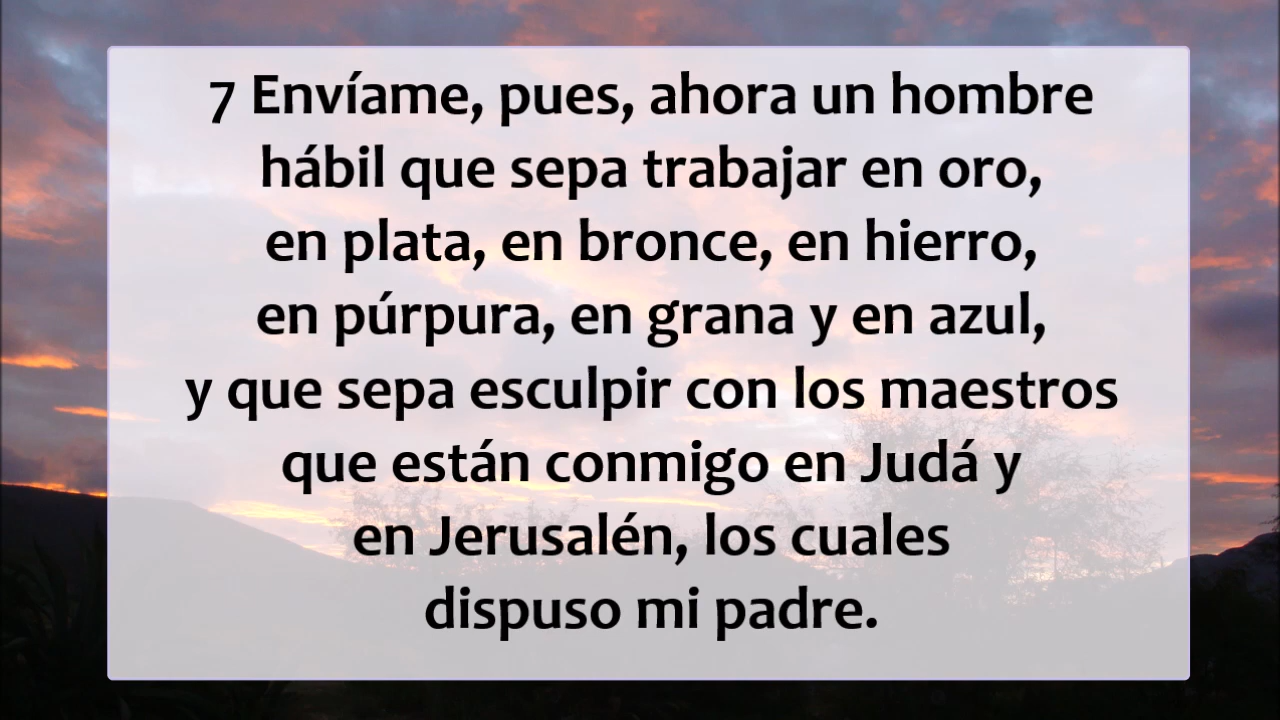 7 Envíame, pues, ahora un hombre
hábil que sepa trabajar en oro,
en plata, en bronce, en hierro,
en púrpura, en grana y en azul,
y que sepa esculpir con los maestros
que están conmigo en Judá y
en Jerusalén, los cuales
dispuso mi padre.